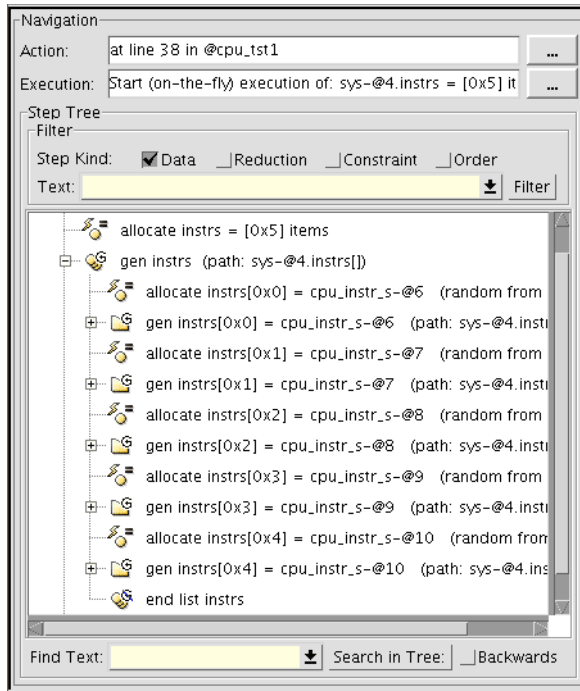 Navigation
Action: at line 38 in @cpu_tst1 ...
Execution: Start (on-the-fly) execution of: sys-@4.instrs = [0x5] it ...
Step Tree
Filter
Step Kind: Data Reduction Constraint Order
Text: Filter
allocate instrs = [0x5] items
gen instrs (path: sys-@4.instrs[])
allocate instrs[0x0] = cpu_instr_s-@6 (random from
gen instrs[0x0] = cpu_instr_s-@6 (path: sys-@4.instr
allocate instrs[0x1] = cpu_instr_s-@7 (random from
gen instrs[0x1] = cpu_instr_s-@7 (path: sys-@4.instr
allocate instrs[0x2] = cpu_instr_s-@8 (random from
gen instrs[0x2] = cpu_instr_s-@8 (path: sys-@4.instr
allocate instrs[0x3] = cpu_instr_s-@9 (random from
gen instrs[0x3] = cpu_instr_s-@9 (path: sys-@4.instr
allocate instrs[0x4] = cpu_instr_s-@10 (random from
gen instrs[0x4] = cpu_instr_s-@10 (path: sys-@4.ins
end list instrs
Find Text: Search in Tree: Backwards